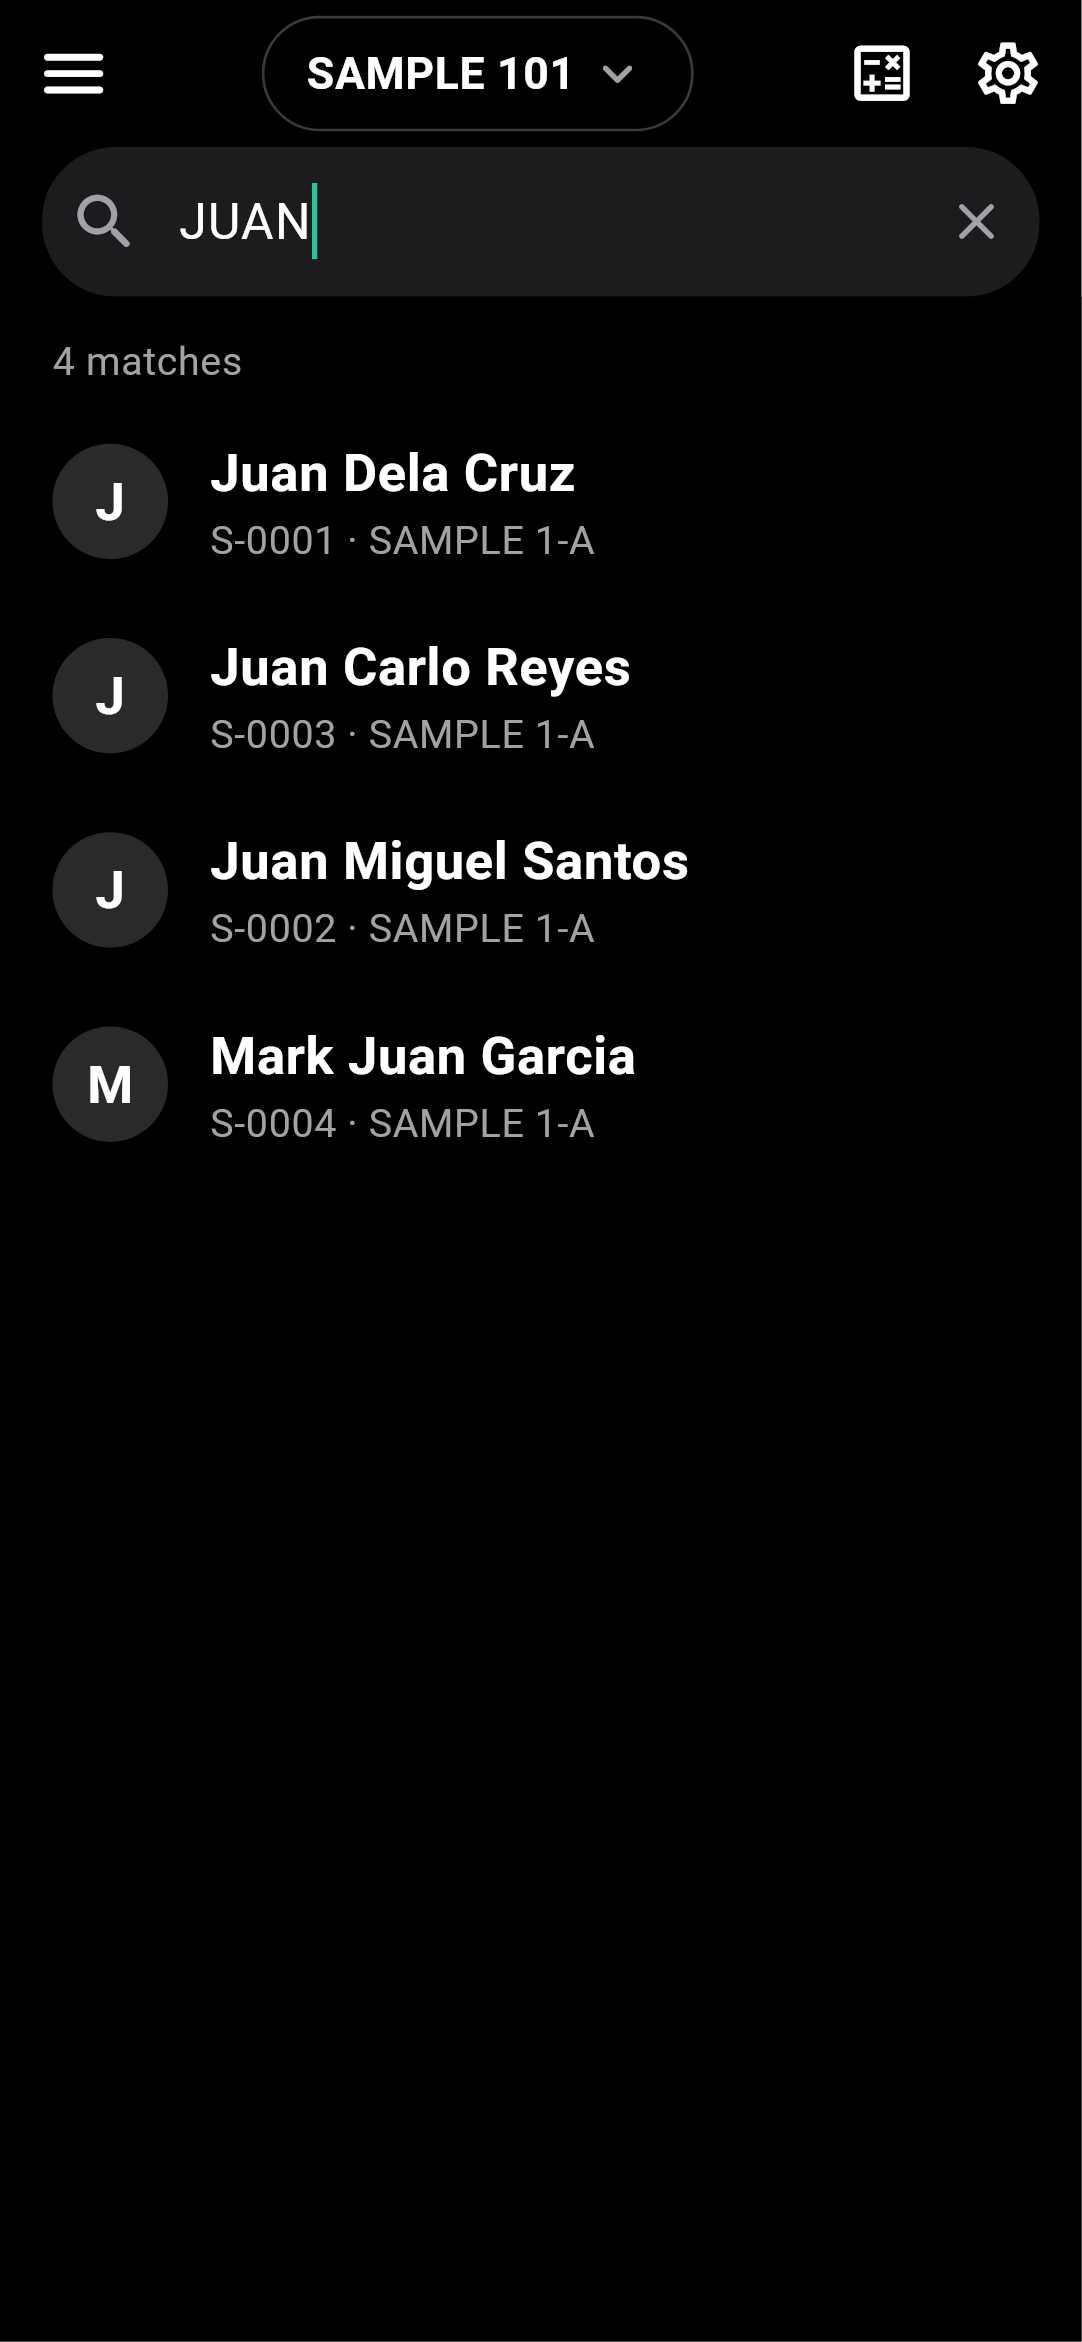 SAMPLE 101
JUAN
4 matches
J
Juan Dela Cruz
S-0001 · SAMPLE 1-A
J
Juan Carlo Reyes
S-0003 · SAMPLE 1-A
J
Juan Miguel Santos
S-0002 · SAMPLE 1-A
M
Mark Juan Garcia
S-0004 · SAMPLE 1-A